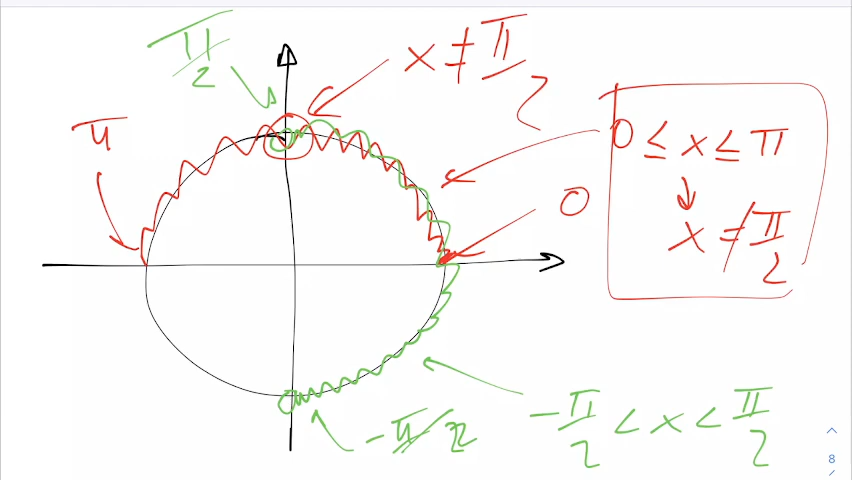 π/2
x ≠ π/2
π
0 ≤ x ≤ π
x ≠ π/2
0
-π/2
-π/2 < x < π/2
8